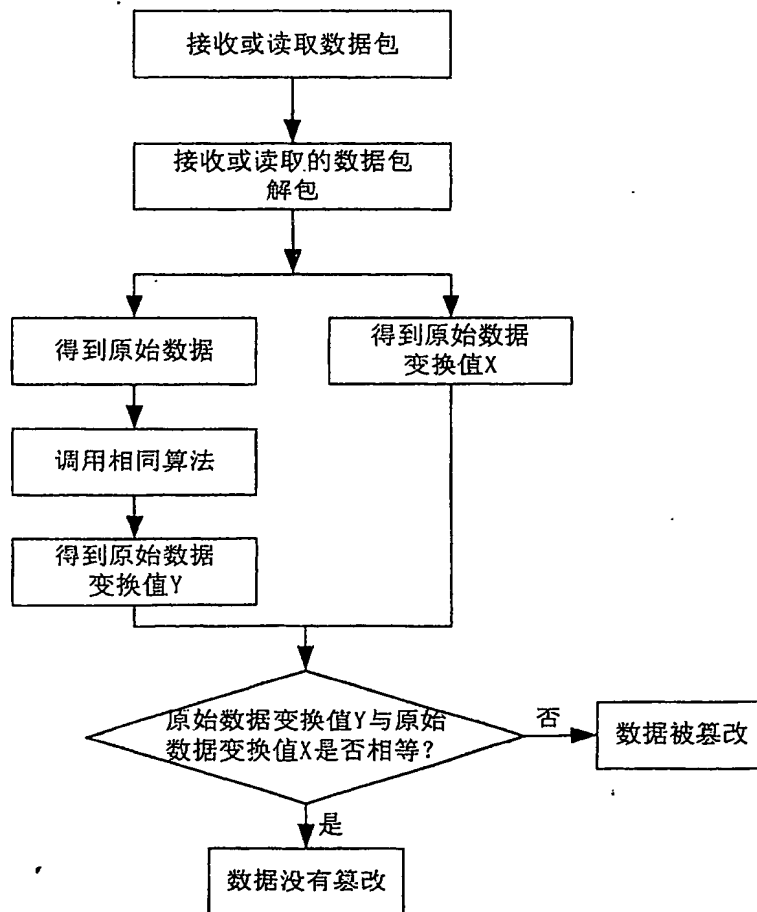 接收或读取数据包
接收或读取的数据包
解包
得到原始数据
得到原始数据
变换值X
调用相同算法
得到原始数据
变换值Y
原始数据变换值Y与原始
数据变换值X是否相等？
否
数据被篡改
是
数据没有篡改